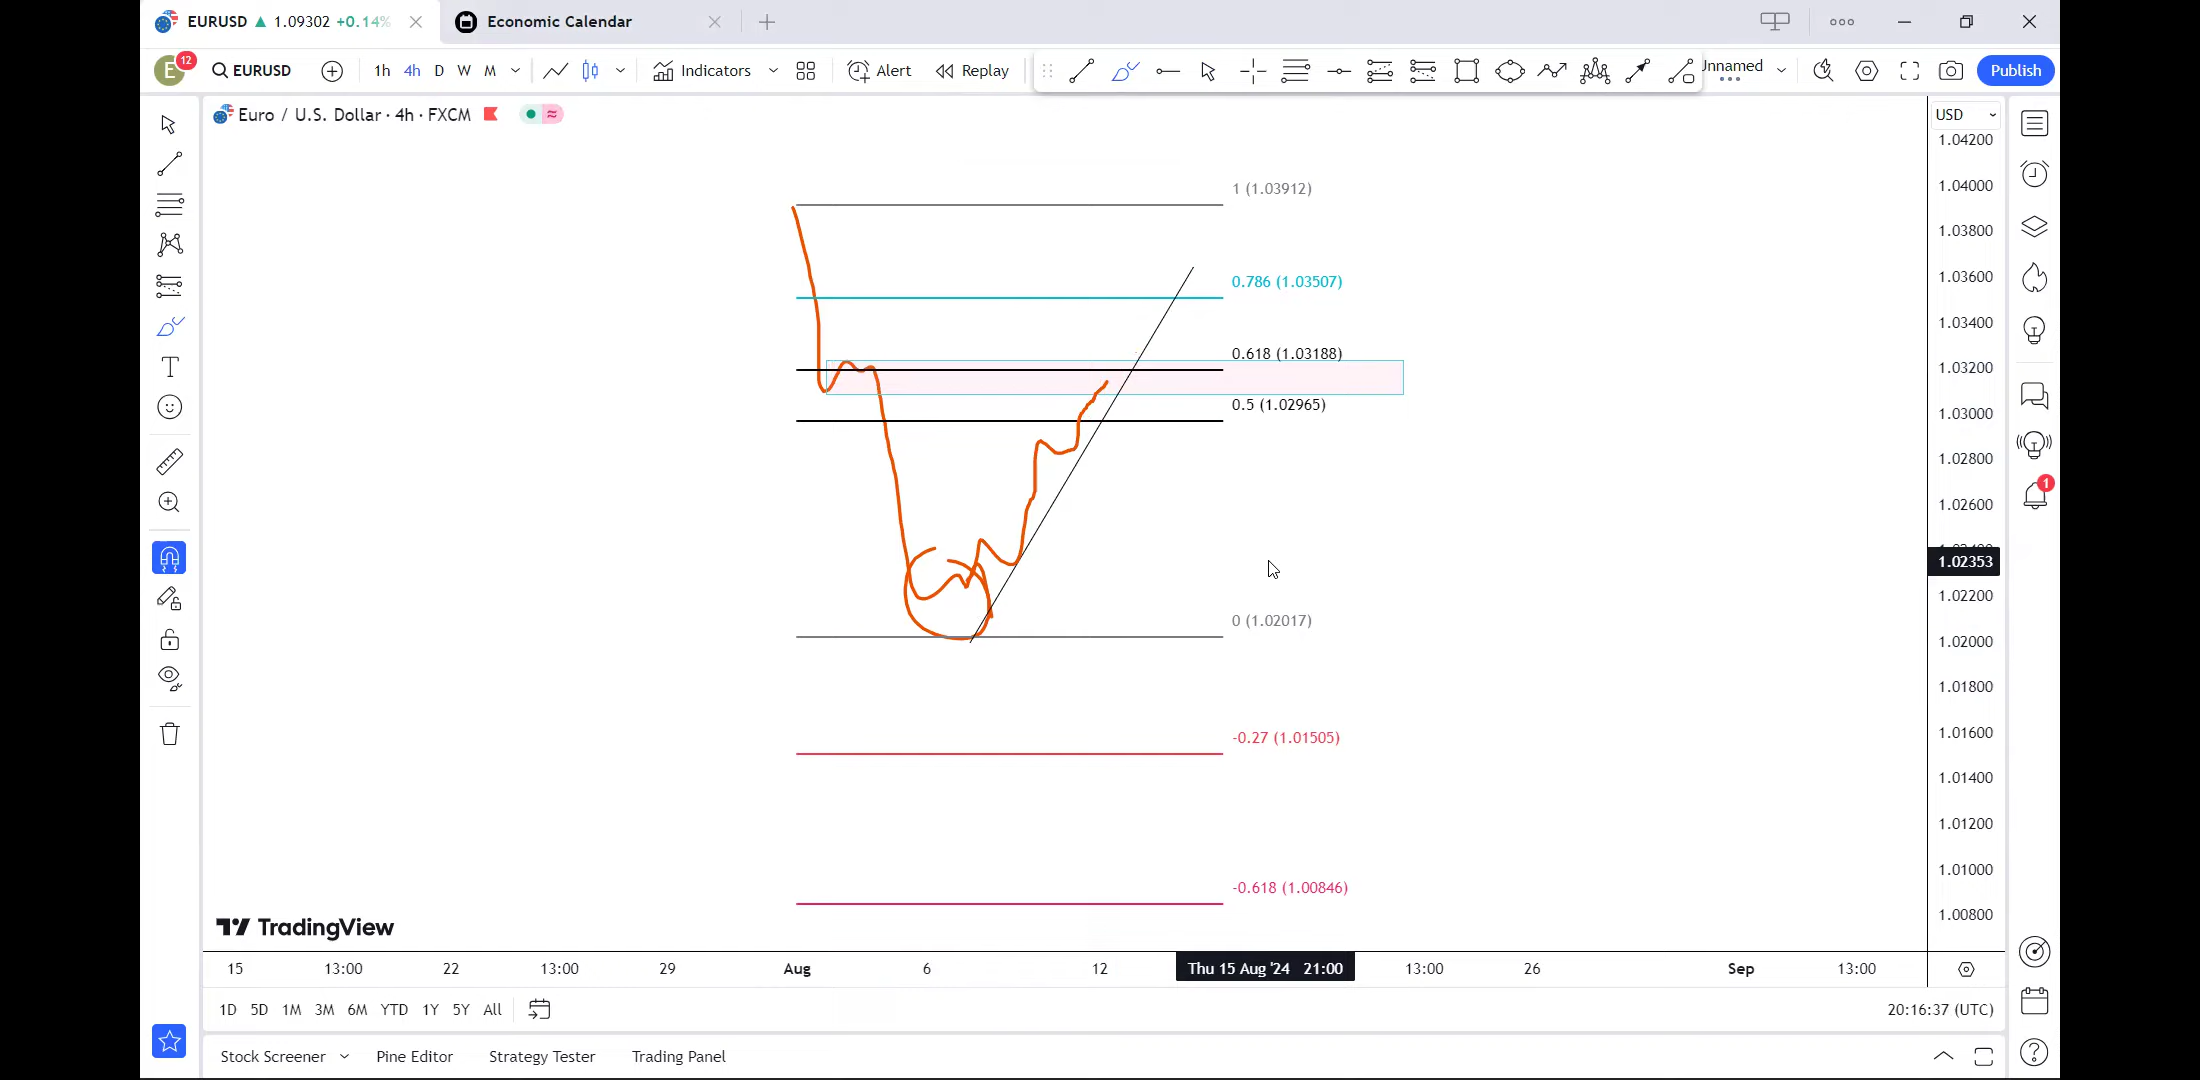 EURUSD ▲ 1.09302 +0.14%
Economic Calendar
E 12
EURUSD
1h 4h D W M
Indicators
Alert
Replay
Unnamed
Publish
Euro / U.S. Dollar · 4h · FXCM
USD
1.04200
1.04000
1.03800
1.03600
1.03400
1.03200
1.03000
1.02800
1.02600
1.02353
1.02200
1.02000
1.01800
1.01600
1.01400
1.01200
1.01000
1.00800
1 (1.03912)
0.786 (1.03507)
0.618 (1.03188)
0.5 (1.02965)
0 (1.02017)
-0.27 (1.01505)
-0.618 (1.00846)
1
TradingView
15 13:00 22 13:00 29 Aug 6 12 Thu 15 Aug '24 21:00 13:00 26 Sep 13:00
1D 5D 1M 3M 6M YTD 1Y 5Y All
20:16:37 (UTC)
Stock Screener Pine Editor Strategy Tester Trading Panel